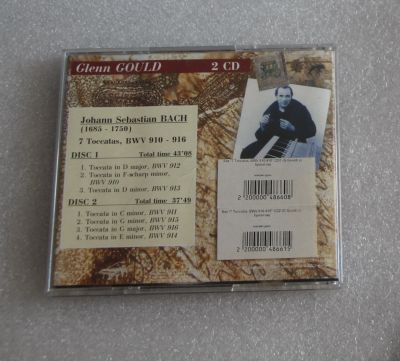 Glenn GOULD 2 CD
Johann Sebastian BACH
(1685 - 1750)
7 Toccatas, BWV 910 - 916
DISC 1 Total time 43'08
1. Toccata in D major, BWV 912
2. Toccata in F-sharp minor,
BWV 910
3. Toccata in D minor, BWV 913
DISC 2 Total time 37'49
1. Toccata in C minor, BWV 911
2. Toccata in G minor, BWV 915
3. Toccata in G major, BWV 916
4. Toccata in E minor, BWV 914
2 200000 486608
2 200000 486615